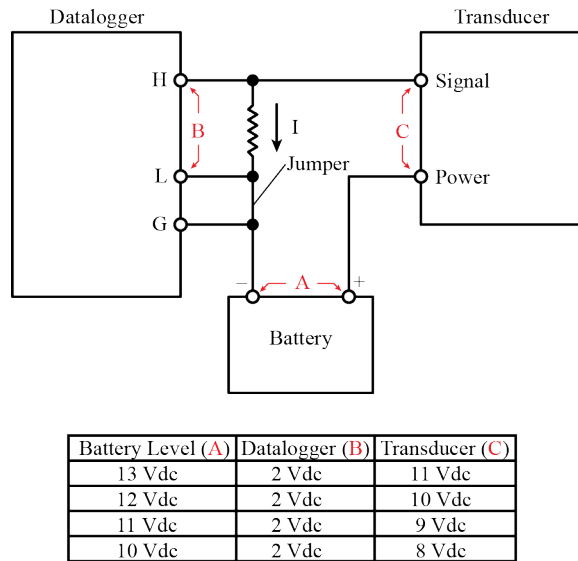 Datalogger
Transducer
H
Signal
B
I
C
Jumper
L
Power
G
− A +
Battery
Battery Level (A) Datalogger (B) Transducer (C)
13 Vdc 2 Vdc 11 Vdc
12 Vdc 2 Vdc 10 Vdc
11 Vdc 2 Vdc 9 Vdc
10 Vdc 2 Vdc 8 Vdc